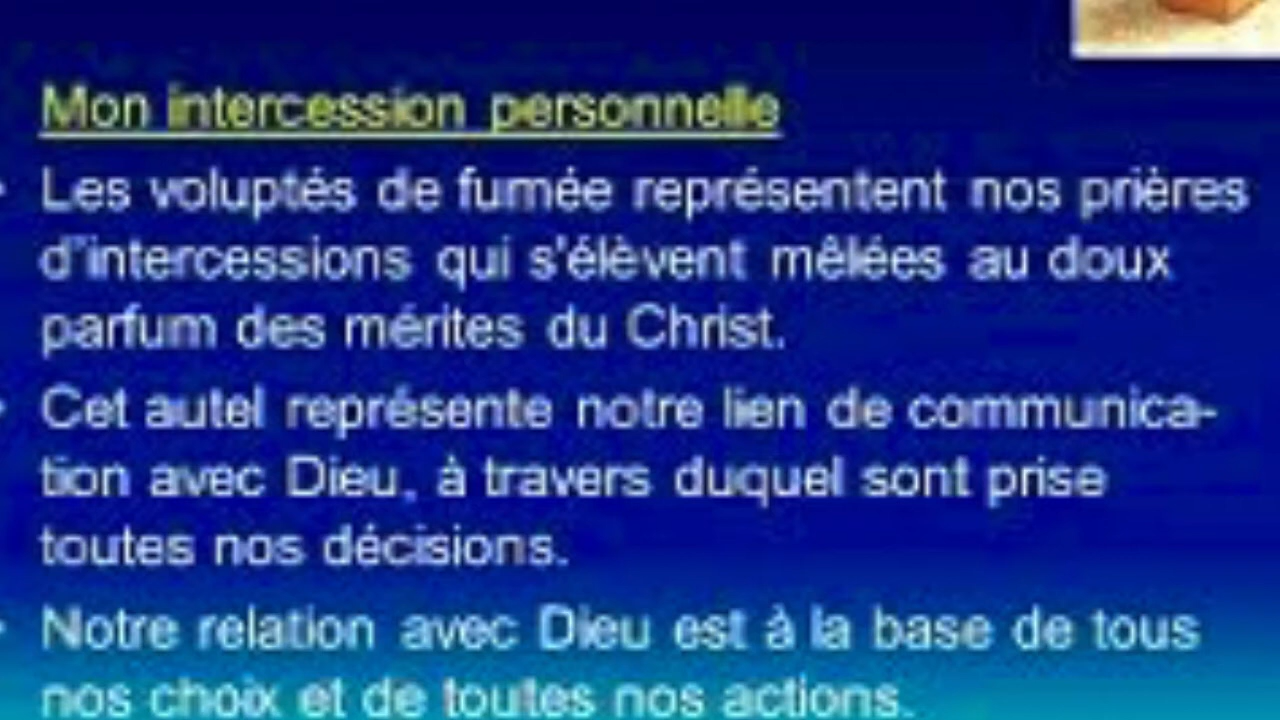 Mon intercession personnelle
Les voluptés de fumée représentent nos prières
d'intercessions qui s'élèvent mêlées au doux
parfum des mérites du Christ.
Cet autel représente notre lien de communica-
tion avec Dieu, à travers duquel sont prise
toutes nos décisions.
Notre relation avec Dieu est à la base de tous
nos choix et de toutes nos actions.